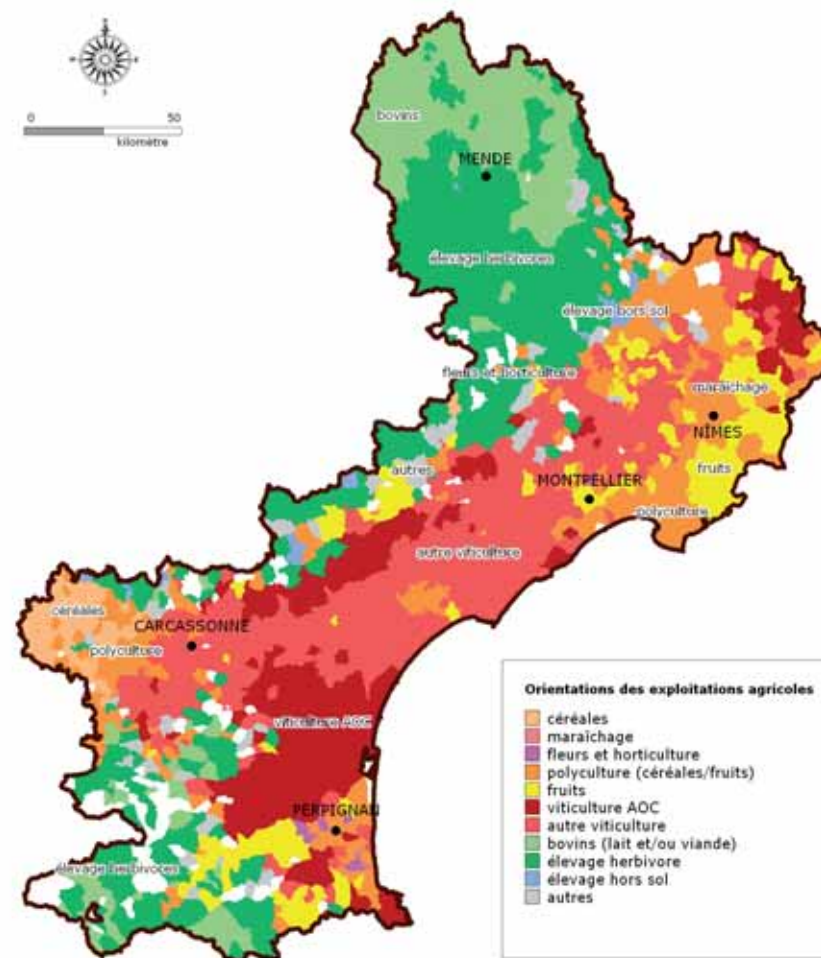 0 50
kilomètre
bovins
MENDE
élevage herbivores
élevage hors sol
fleurs et horticulture
maraîchage
NÎMES
autres
fruits
MONTPELLIER
polyculture
autre viticulture
céréales
CARCASSONNE
polyculture
viticulture AOC
PERPIGNAN
élevage herbivores
Orientations des exploitations agricoles
céréales
maraîchage
fleurs et horticulture
polyculture (céréales/fruits)
fruits
viticulture AOC
autre viticulture
bovins (lait et/ou viande)
élevage herbivore
élevage hors sol
autres